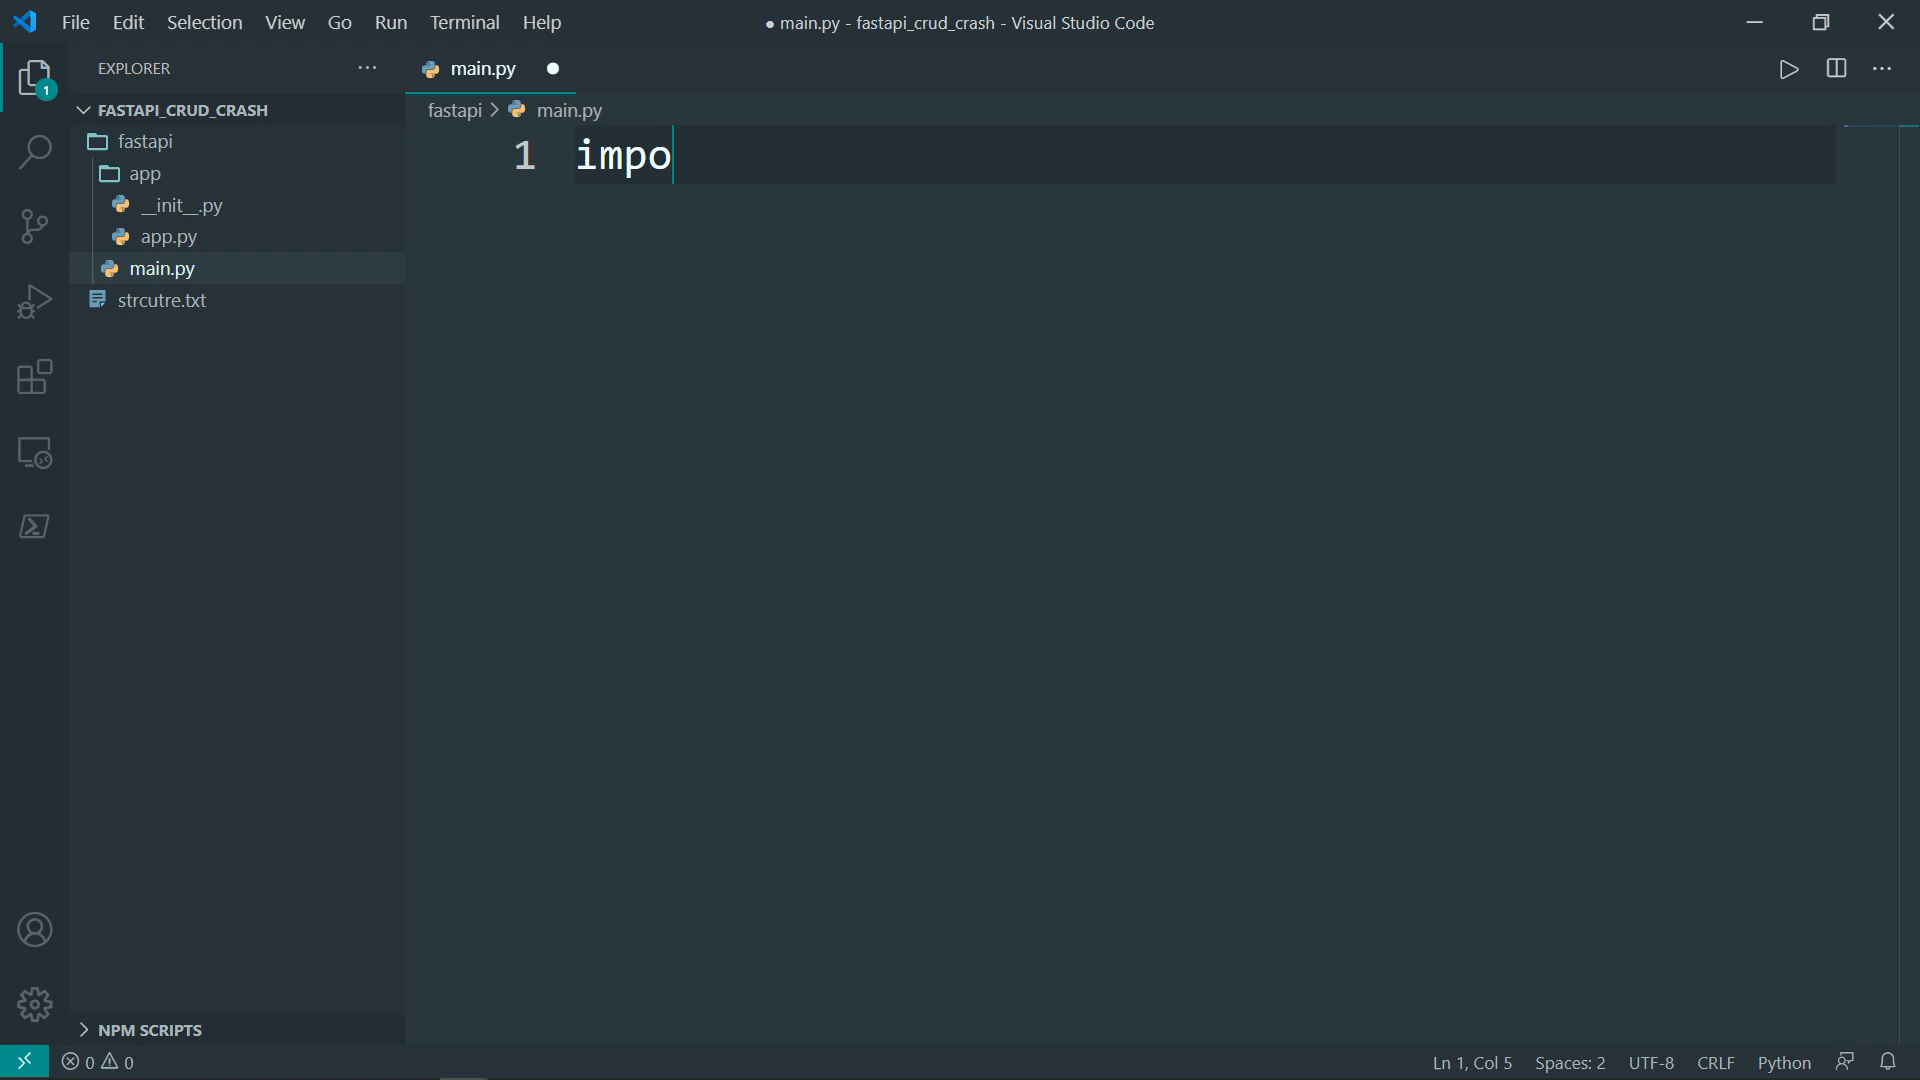 File Edit Selection View Go Run Terminal Help
● main.py - fastapi_crud_crash - Visual Studio Code
EXPLORER
main.py
FASTAPI_CRUD_CRASH
fastapi > main.py
fastapi
app
__init__.py
app.py
main.py
strcutre.txt
1 impo
1
NPM SCRIPTS
0 0
Ln 1, Col 5 Spaces: 2 UTF-8 CRLF Python